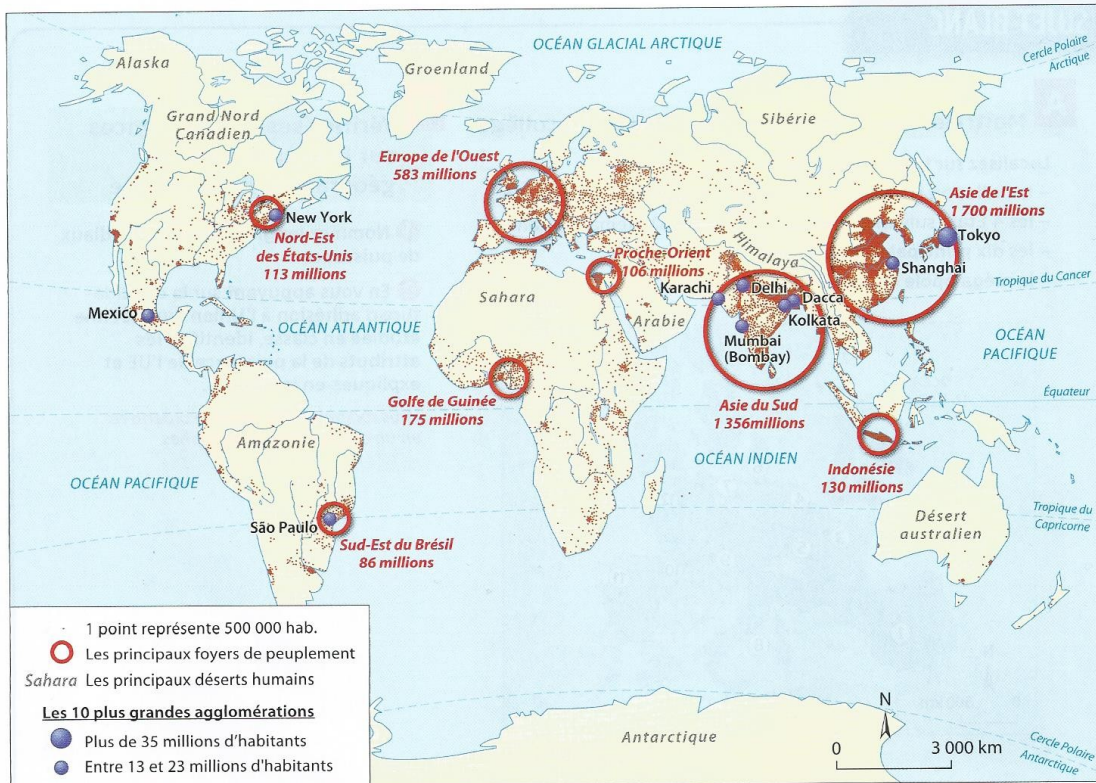 OCÉAN GLACIAL ARCTIQUE
Cercle Polaire
Arctique
Alaska
Groenland
Grand Nord
Canadien
Sibérie
Europe de l'Ouest
583 millions
Asie de l'Est
1 700 millions
New York
Nord-Est
des États-Unis
113 millions
Proche-Orient
106 millions
Himalaya
Tokyo
Shanghai
Tropique du Cancer
Karachi
Delhi
Dacca
Kolkata
Mumbai
(Bombay)
Sahara
Arabie
Mexico
OCÉAN ATLANTIQUE
OCÉAN
PACIFIQUE
Golfe de Guinée
175 millions
Asie du Sud
1 356millions
Équateur
Amazonie
OCÉAN INDIEN
OCÉAN PACIFIQUE
Indonésie
130 millions
São Paulo
Sud-Est du Brésil
86 millions
Désert
australien
Tropique du
Capricorne
1 point représente 500 000 hab.
Les principaux foyers de peuplement
Sahara Les principaux déserts humains
Les 10 plus grandes agglomérations
Plus de 35 millions d'habitants
Entre 13 et 23 millions d'habitants
Antarctique
N
0 3 000 km
Cercle Polaire
Antarctique